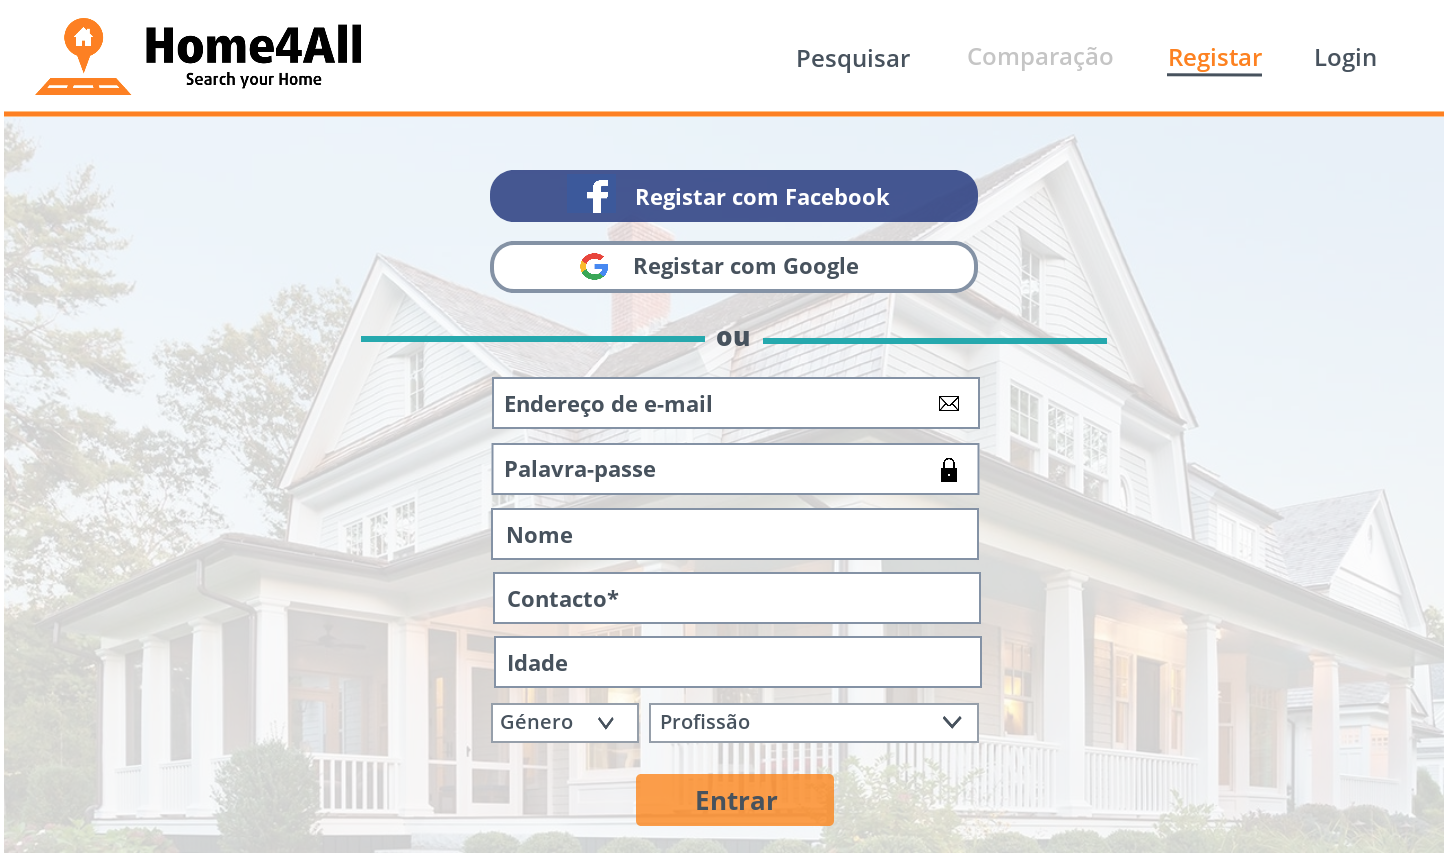 Home4All
Search your Home
Pesquisar Comparação Registar Login
Registar com Facebook
Registar com Google
ou
Endereço de e-mail
Palavra-passe
Nome
Contacto*
Idade
Género Profissão
Entrar